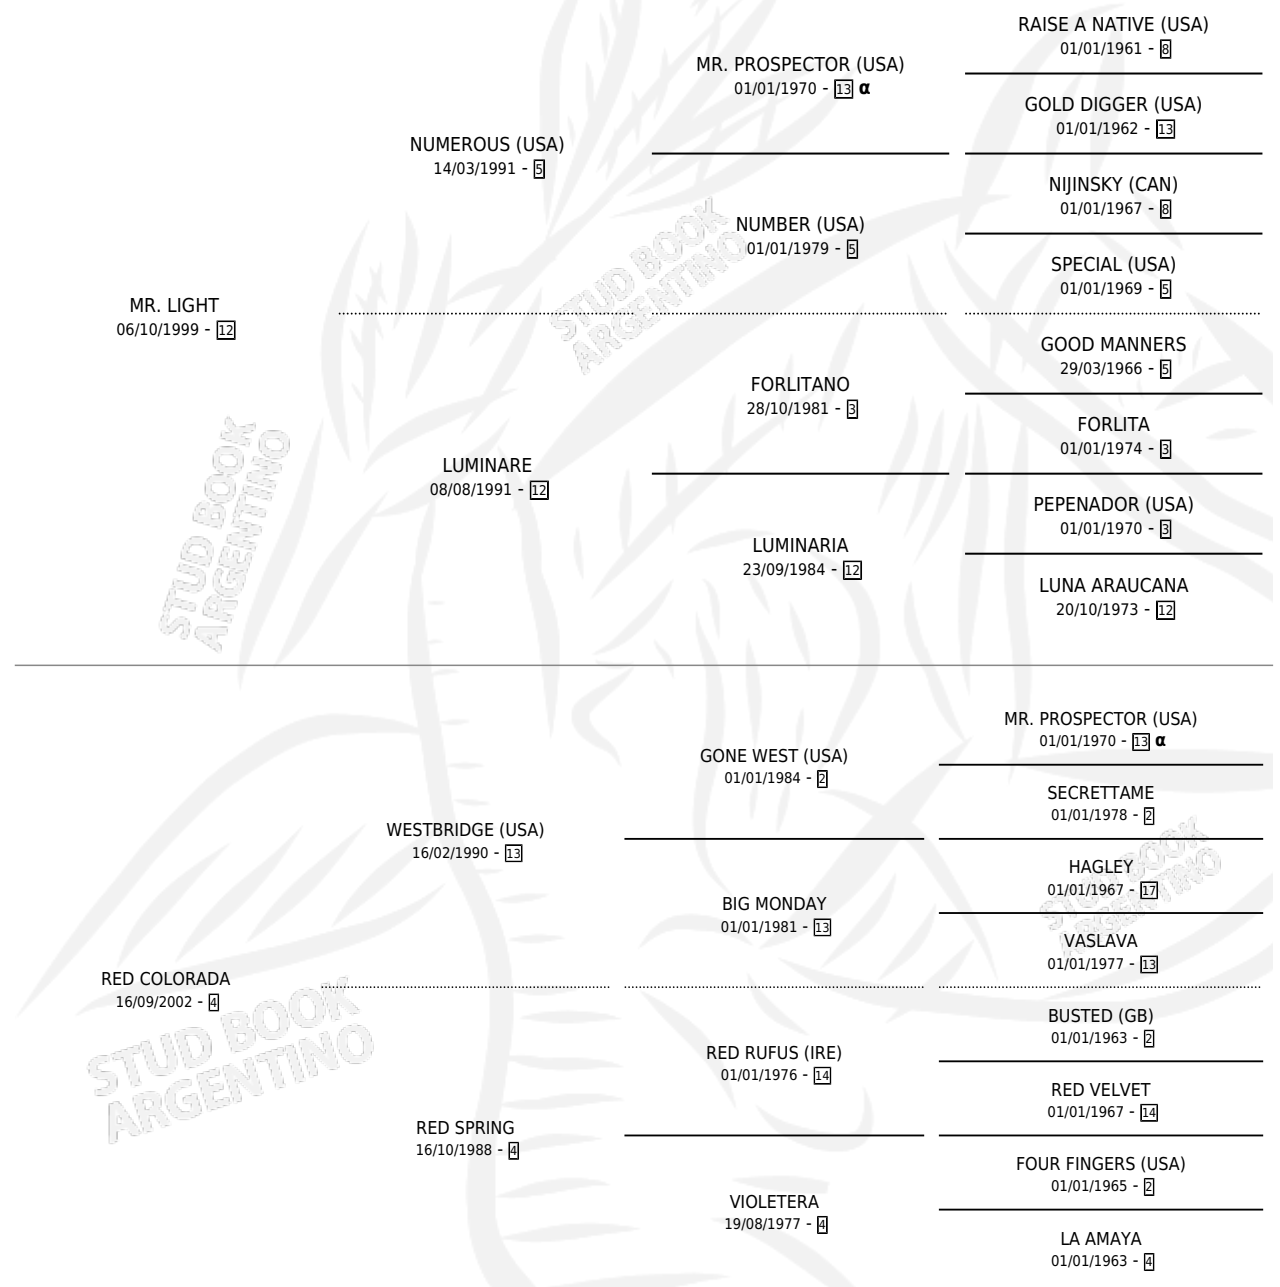 MR. LIGHT
06/10/1999 - 12
NUMEROUS (USA)
14/03/1991 - 5
LUMINARE
08/08/1991 - 12
MR. PROSPECTOR (USA)
01/01/1970 - 13 α
NUMBER (USA)
01/01/1979 - 5
FORLITANO
28/10/1981 - 3
LUMINARIA
23/09/1984 - 12
RAISE A NATIVE (USA)
01/01/1961 - 8
GOLD DIGGER (USA)
01/01/1962 - 13
NIJINSKY (CAN)
01/01/1967 - 8
SPECIAL (USA)
01/01/1969 - 5
GOOD MANNERS
29/03/1966 - 5
FORLITA
01/01/1974 - 3
PEPENADOR (USA)
01/01/1970 - 3
LUNA ARAUCANA
20/10/1973 - 12
STUD BOOK
ARGENTINO
STUD BOOK
ARGENTINO
RED COLORADA
16/09/2002 - 4
WESTBRIDGE (USA)
16/02/1990 - 13
RED SPRING
16/10/1988 - 4
GONE WEST (USA)
01/01/1984 - 2
BIG MONDAY
01/01/1981 - 13
RED RUFUS (IRE)
01/01/1976 - 14
VIOLETERA
19/08/1977 - 4
MR. PROSPECTOR (USA)
01/01/1970 - 13 α
SECRETTAME
01/01/1978 - 2
HAGLEY
01/01/1967 - 17
VASLAVA
01/01/1977 - 13
BUSTED (GB)
01/01/1963 - 2
RED VELVET
01/01/1967 - 14
FOUR FINGERS (USA)
01/01/1965 - 2
LA AMAYA
01/01/1963 - 4
STUD BOOK
ARGENTINO
STUD BOOK
ARGENTINO